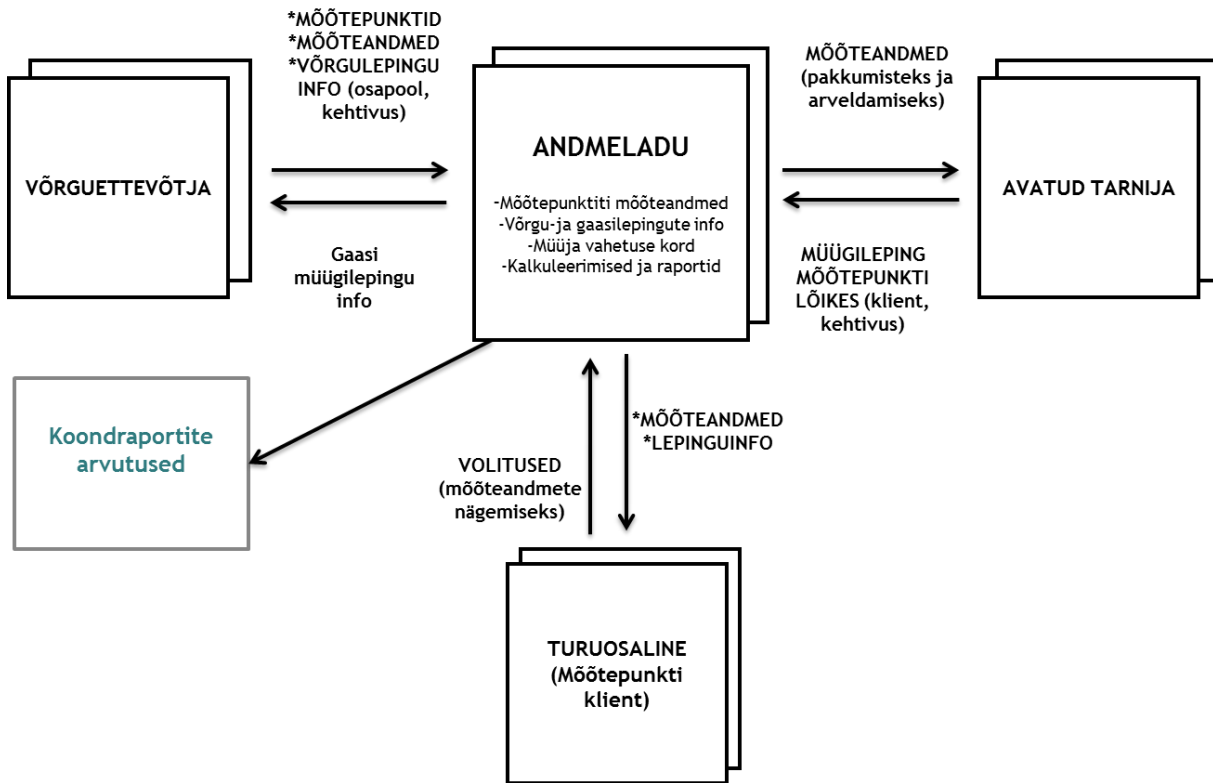 *MÕÕTEPUNKTID
*MÕÕTEANDMED
*VÕRGULEPINGU
INFO (osapool,
kehtivus)
MÕÕTEANDMED
(pakkumisteks ja
arveldamiseks)
VÕRGUETTEVÕTJA
ANDMELADU
-Mõõtepunktiti mõõteandmed
-Võrgu-ja gaasilepingute info
-Müüja vahetuse kord
-Kalkuleerimised ja raportid
AVATUD TARNIJA
Gaasi
müügilepingu
info
MÜÜGILEPING
MÕÕTEPUNKTI
LÕIKES (klient,
kehtivus)
Koondraportite
arvutused
*MÕÕTEANDMED
*LEPINGUINFO
VOLITUSED
(mõõteandmete
nägemiseks)
TURUOSALINE
(Mõõtepunkti
klient)